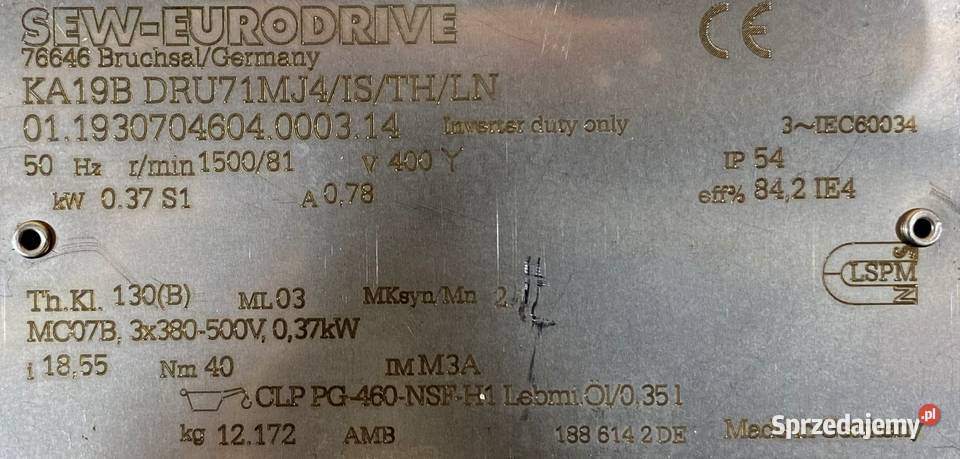 SEW-EURODRIVE CE
76646 Bruchsal/Germany
KA19B DRU71MJ4/IS/TH/LN
01.1930704604.0003.14 Inverter duty only 3~IEC60034
50 Hz r/min 1500/81 V 400 Y IP 54
kW 0.37 S1 A 0,78 eff% 84,2 IE4
LSPM S N
Th.Kl. 130(B) ML 03 MKsyn/Mn
MC07B, 3x380-500V, 0,37kW
i 18,55 Nm 40 IM M3A
CLP PG-460-NSF-H1 Lebmi.Öl/0.35 l
kg 12.172 AMB 188 614 2 DE
Sprzedajemy.pl